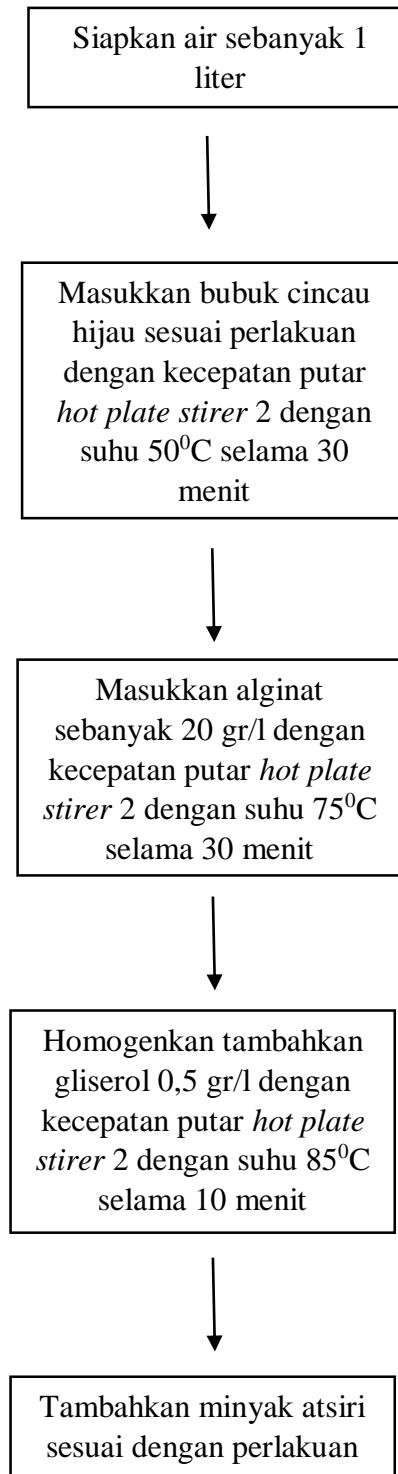 Siapkan air sebanyak 1
liter
Masukkan bubuk cincau
hijau sesuai perlakuan
dengan kecepatan putar
hot plate stirer 2 dengan
suhu 50⁰C selama 30
menit
Masukkan alginat
sebanyak 20 gr/l dengan
kecepatan putar hot plate
stirer 2 dengan suhu 75⁰C
selama 30 menit
Homogenkan tambahkan
gliserol 0,5 gr/l dengan
kecepatan putar hot plate
stirer 2 dengan suhu 85⁰C
selama 10 menit
Tambahkan minyak atsiri
sesuai dengan perlakuan